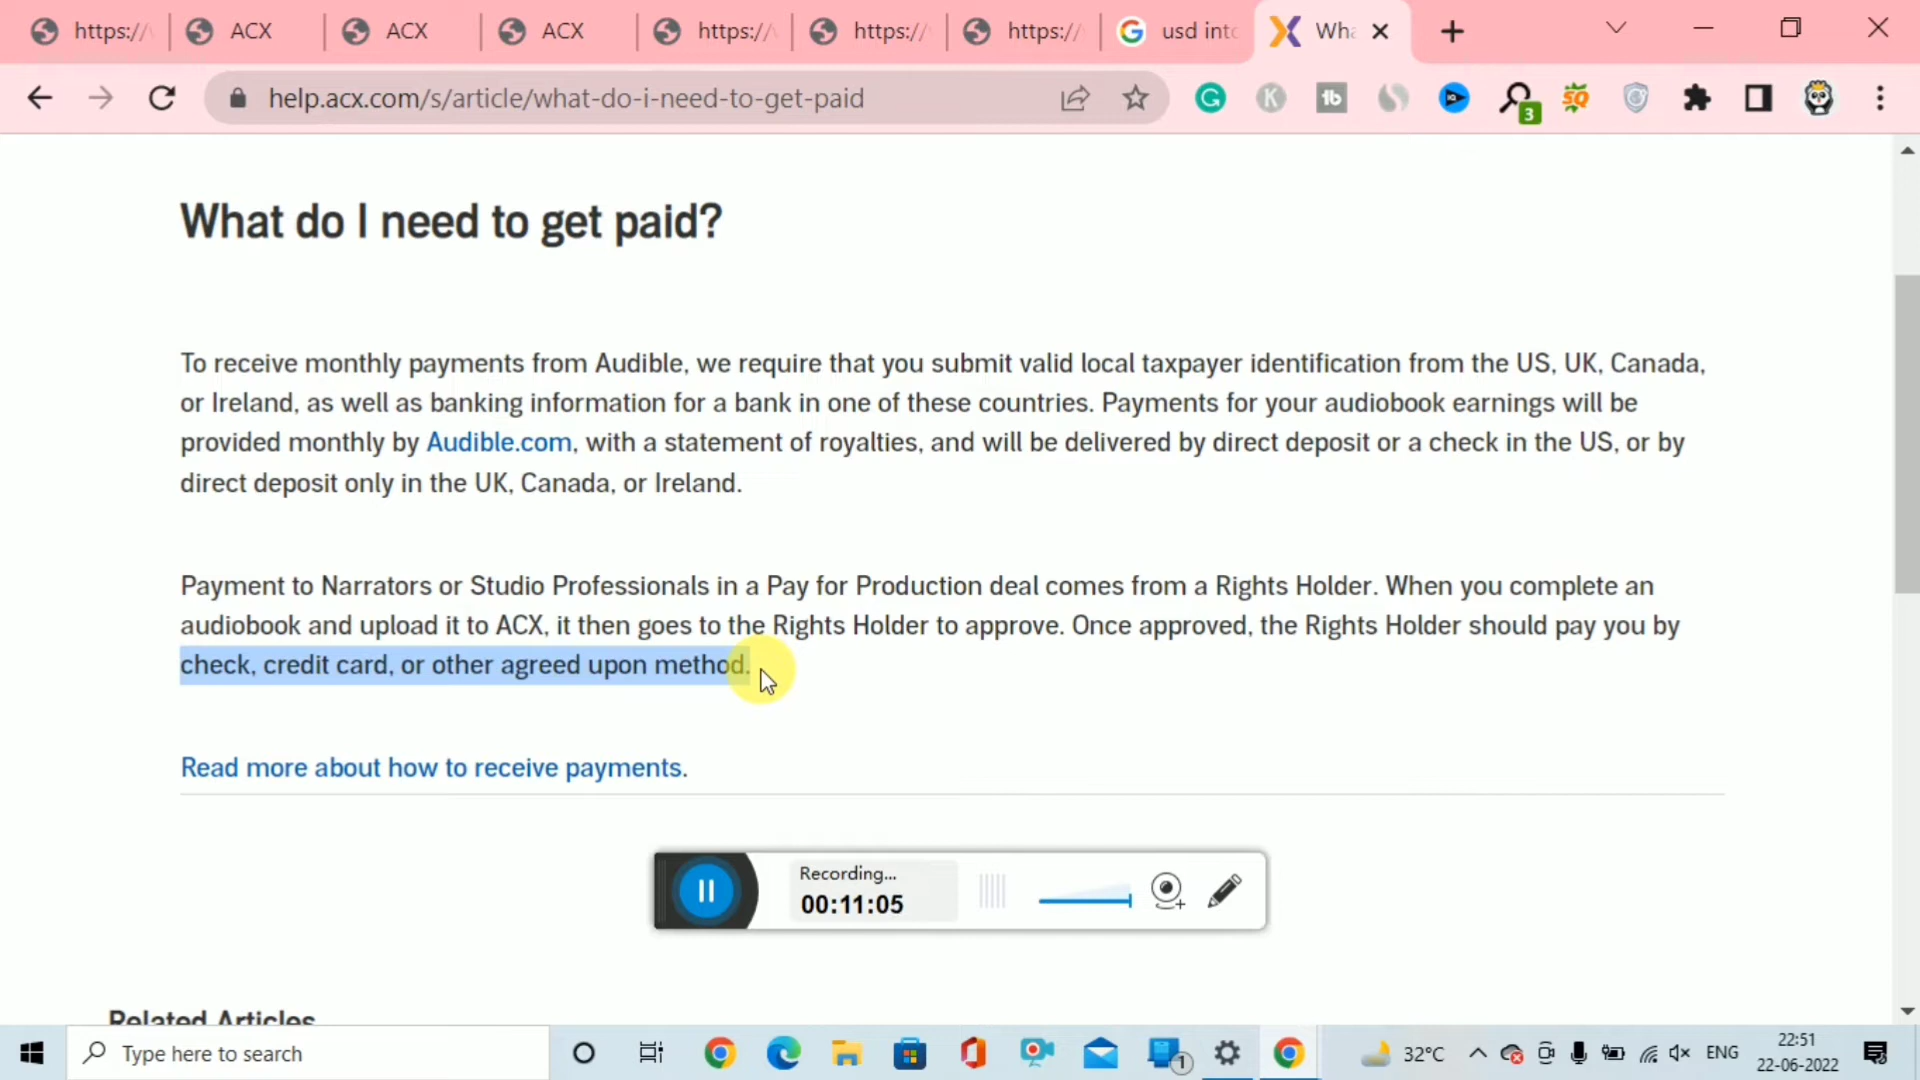 https://
ACX
ACX
ACX
https://
https://
https://
usd into
Wha
help.acx.com/s/article/what-do-i-need-to-get-paid
3
What do I need to get paid?
To receive monthly payments from Audible, we require that you submit valid local taxpayer identification from the US, UK, Canada,
or Ireland, as well as banking information for a bank in one of these countries. Payments for your audiobook earnings will be
provided monthly by Audible.com, with a statement of royalties, and will be delivered by direct deposit or a check in the US, or by
direct deposit only in the UK, Canada, or Ireland.
Payment to Narrators or Studio Professionals in a Pay for Production deal comes from a Rights Holder. When you complete an
audiobook and upload it to ACX, it then goes to the Rights Holder to approve. Once approved, the Rights Holder should pay you by
check, credit card, or other agreed upon method.
Read more about how to receive payments.
Recording...
00:11:05
Related Articles
Type here to search
1
32°C
ENG
22:51
22-06-2022